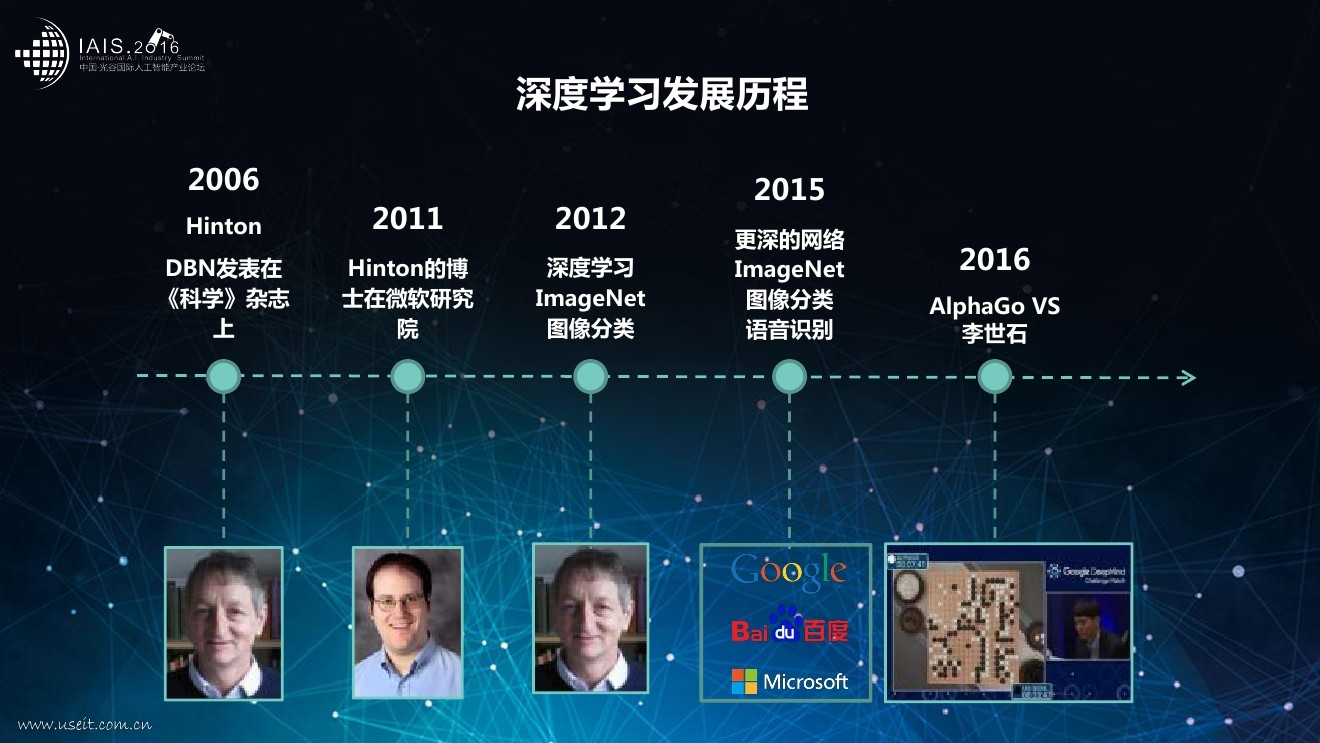 IAIS.2016
International A.I. Industry Summit
中国·光谷国际人工智能产业论坛
深度学习发展历程
2006
Hinton
DBN发表在
《科学》杂志
上
2011
Hinton的博
士在微软研究
院
2012
深度学习
ImageNet
图像分类
2015
更深的网络
ImageNet
图像分类
语音识别
2016
AlphaGo VS
李世石
Google
Baidu百度
Microsoft
Google DeepMind
Challenge Match
www.useit.com.cn